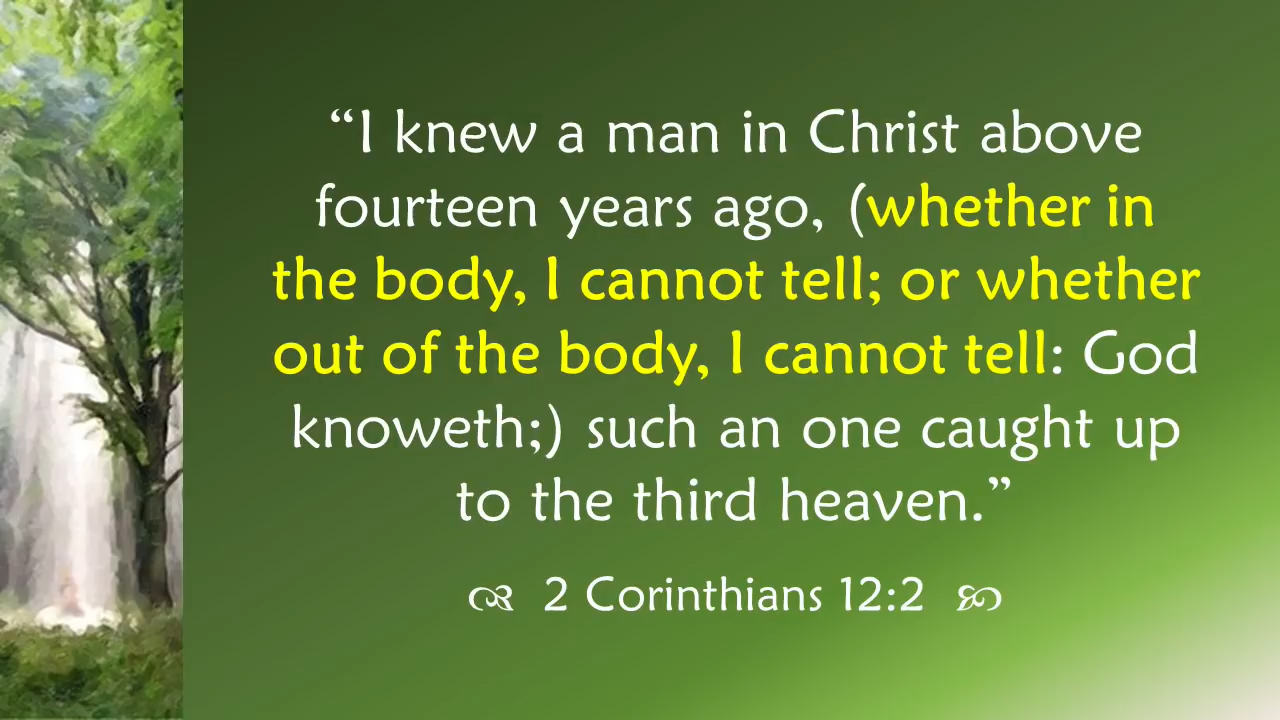 “I knew a man in Christ above
fourteen years ago, (whether in
the body, I cannot tell; or whether
out of the body, I cannot tell: God
knoweth;) such an one caught up
to the third heaven.”
2 Corinthians 12:2